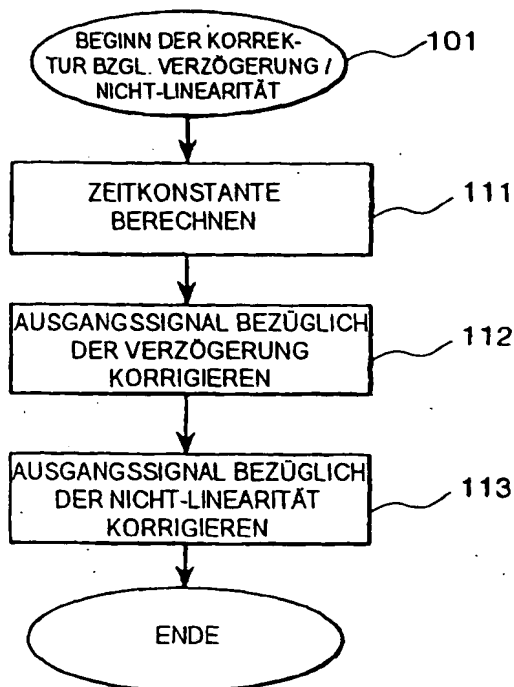 BEGINN DER KORREK-
TUR BZGL. VERZÖGERUNG /
NICHT-LINEARITÄT
101
ZEITKONSTANTE
BERECHNEN
111
AUSGANGSSIGNAL BEZÜGLICH
DER VERZÖGERUNG
KORRIGIEREN
112
AUSGANGSSIGNAL BEZÜGLICH
DER NICHT-LINEARITÄT
KORRIGIEREN
113
ENDE